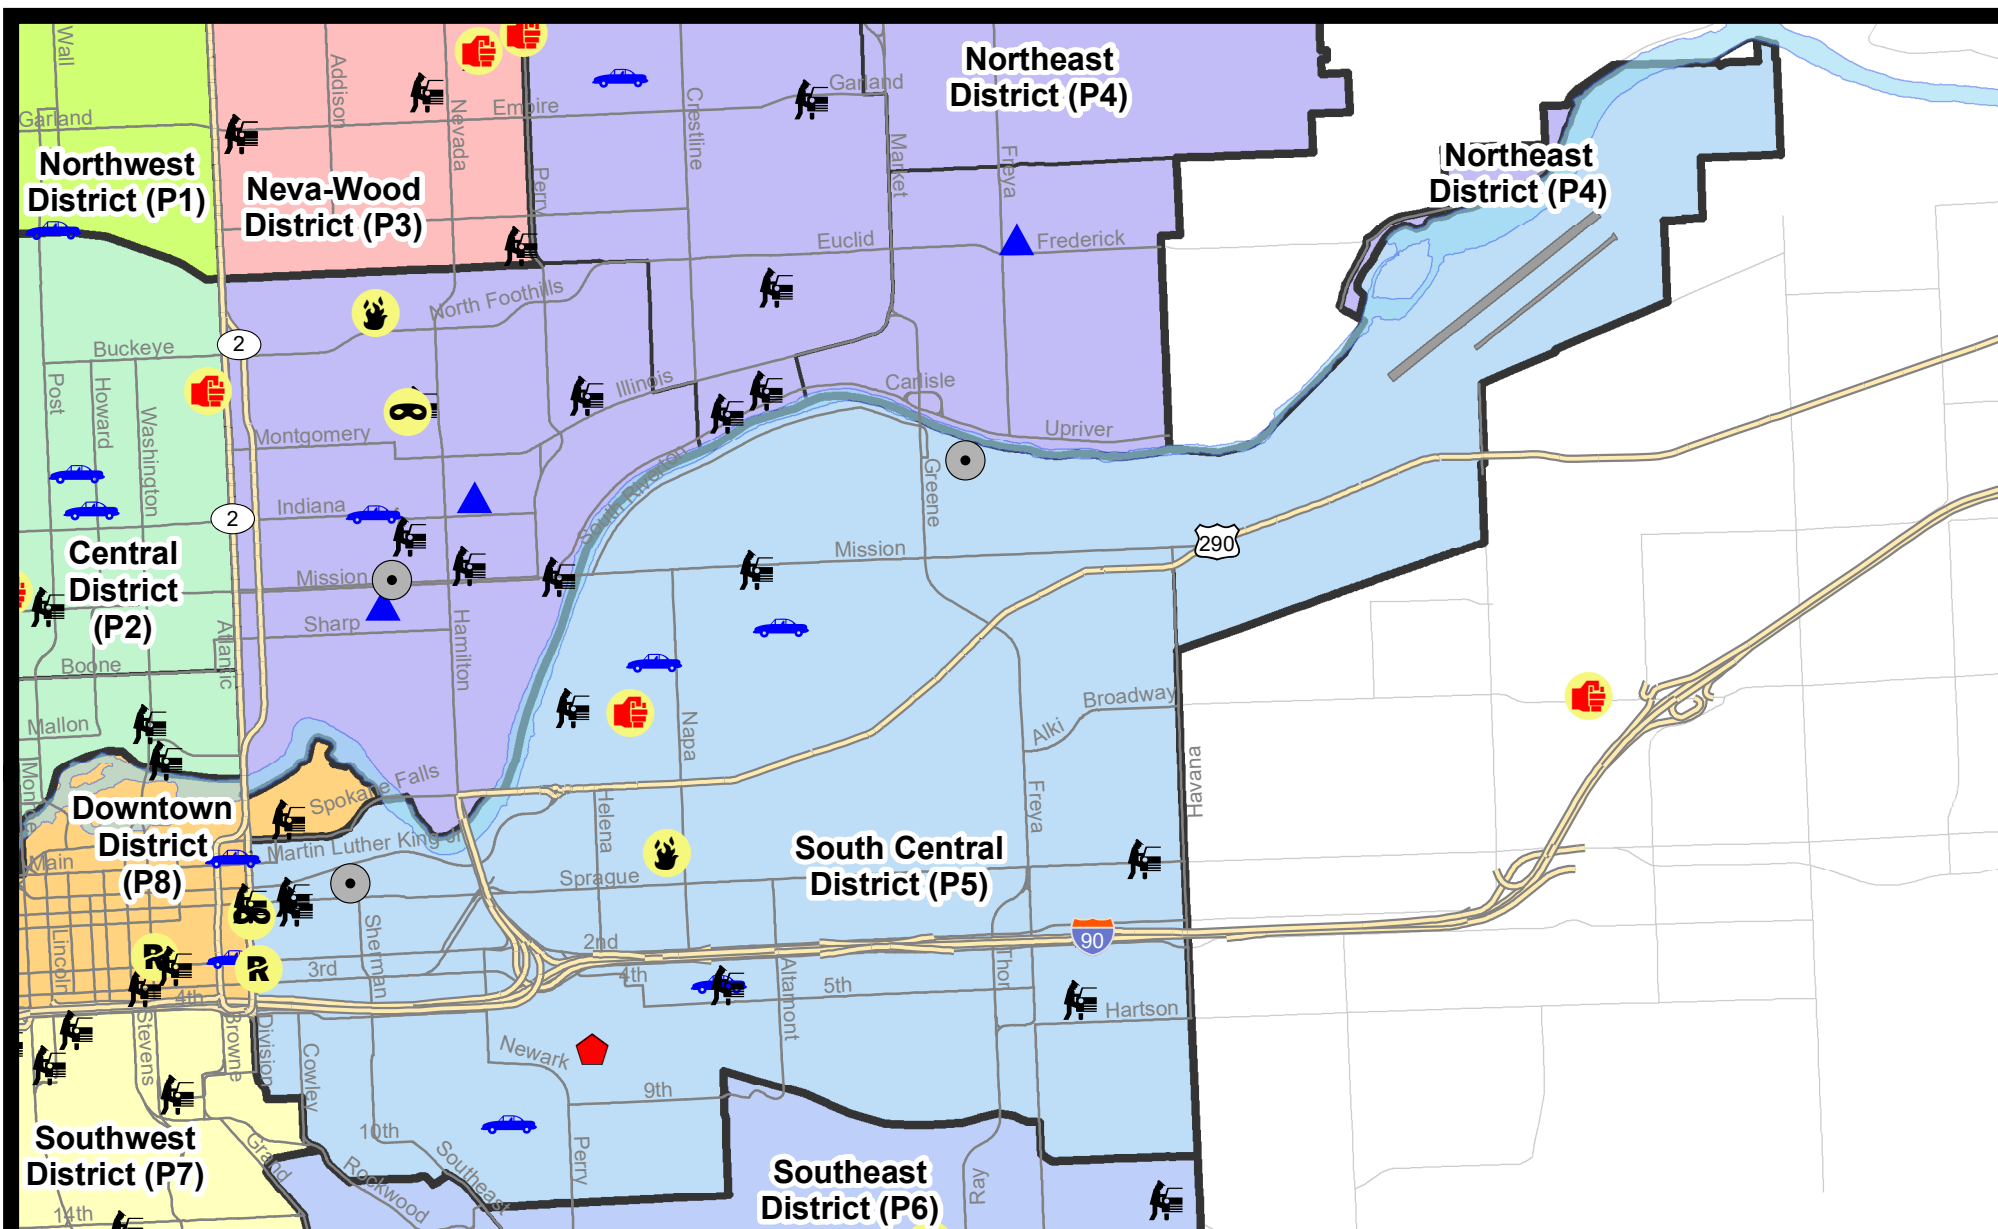 Wall
Addison
Nevada
Empire
Perry
Crestline
Garland
Market
Freya
Northeast
District (P4)
Garland
Northwest
District (P1)
Neva-Wood
District (P3)
Northeast
District (P4)
Euclid
Frederick
North Foothills
Buckeye
2
Post
Howard
Washington
Illinois
Carlisle
Montgomery
Upriver
South Riverton
Greene
Indiana
2
Central
District
(P2)
Mission
Mission
290
Sharp
Hamilton
Atlantic
Boone
Mallon
Napa
Broadway
Alki
Havana
Monroe
Spokane Falls
Helena
Freya
Downtown
District
(P8)
Main
Martin Luther King Jr
South Central
District (P5)
Sprague
Sherman
Lincoln
R
R
2nd
3rd
4th
4th
5th
90
Thor
Altamont
Hartson
Stevens
Browne
Division
Cowley
Newark
9th
10th
Southwest
District (P7)
Grand
Rockwood
Southeast
Perry
Southeast
District (P6)
Ray
14th